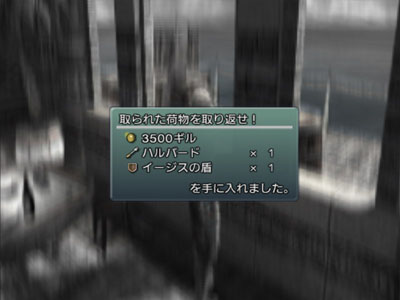 取られた荷物を取り返せ！
3500ギル
ハルバード × 1
イージスの盾 × 1
を手に入れました。